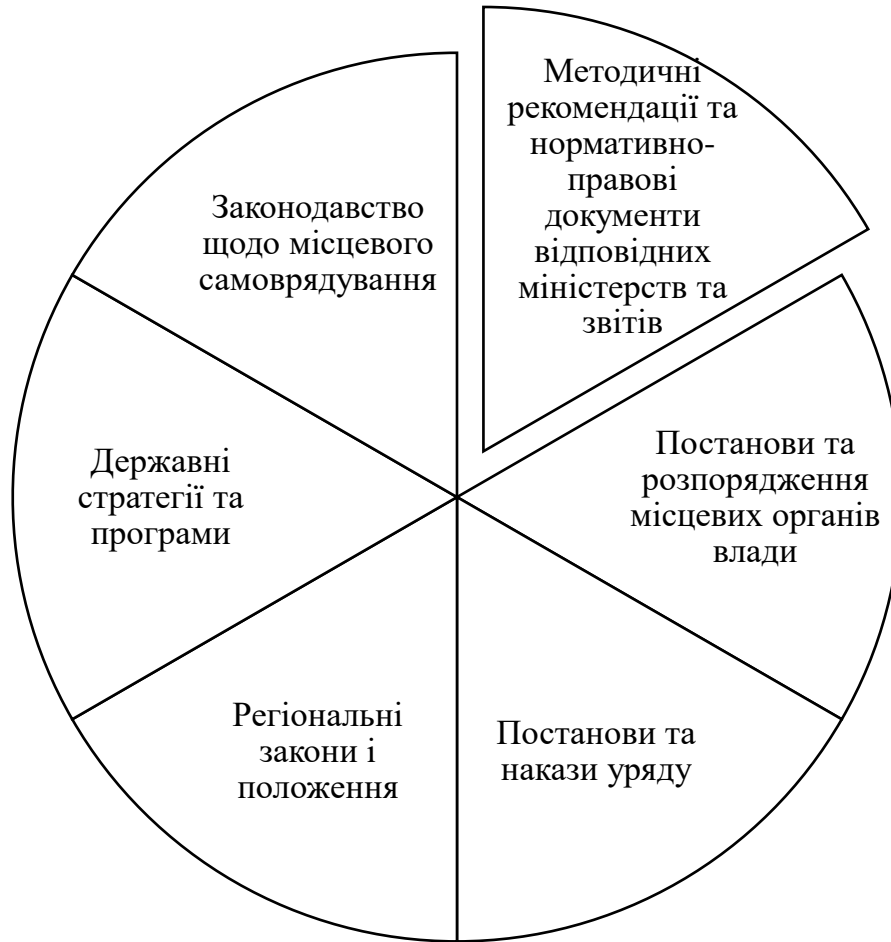 Методичні
рекомендації та
нормативно-
правові
документи
відповідних
міністерств та
звітів
Постанови та
розпорядження
місцевих органів
влади
Постанови та
накази уряду
Регіональні
закони і
положення
Державні
стратегії та
програми
Законодавство
щодо місцевого
самоврядування